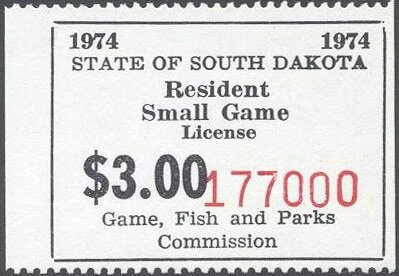 1974 1974
STATE OF SOUTH DAKOTA
Resident
Small Game
License
$3.00 177000
Game, Fish and Parks
Commission